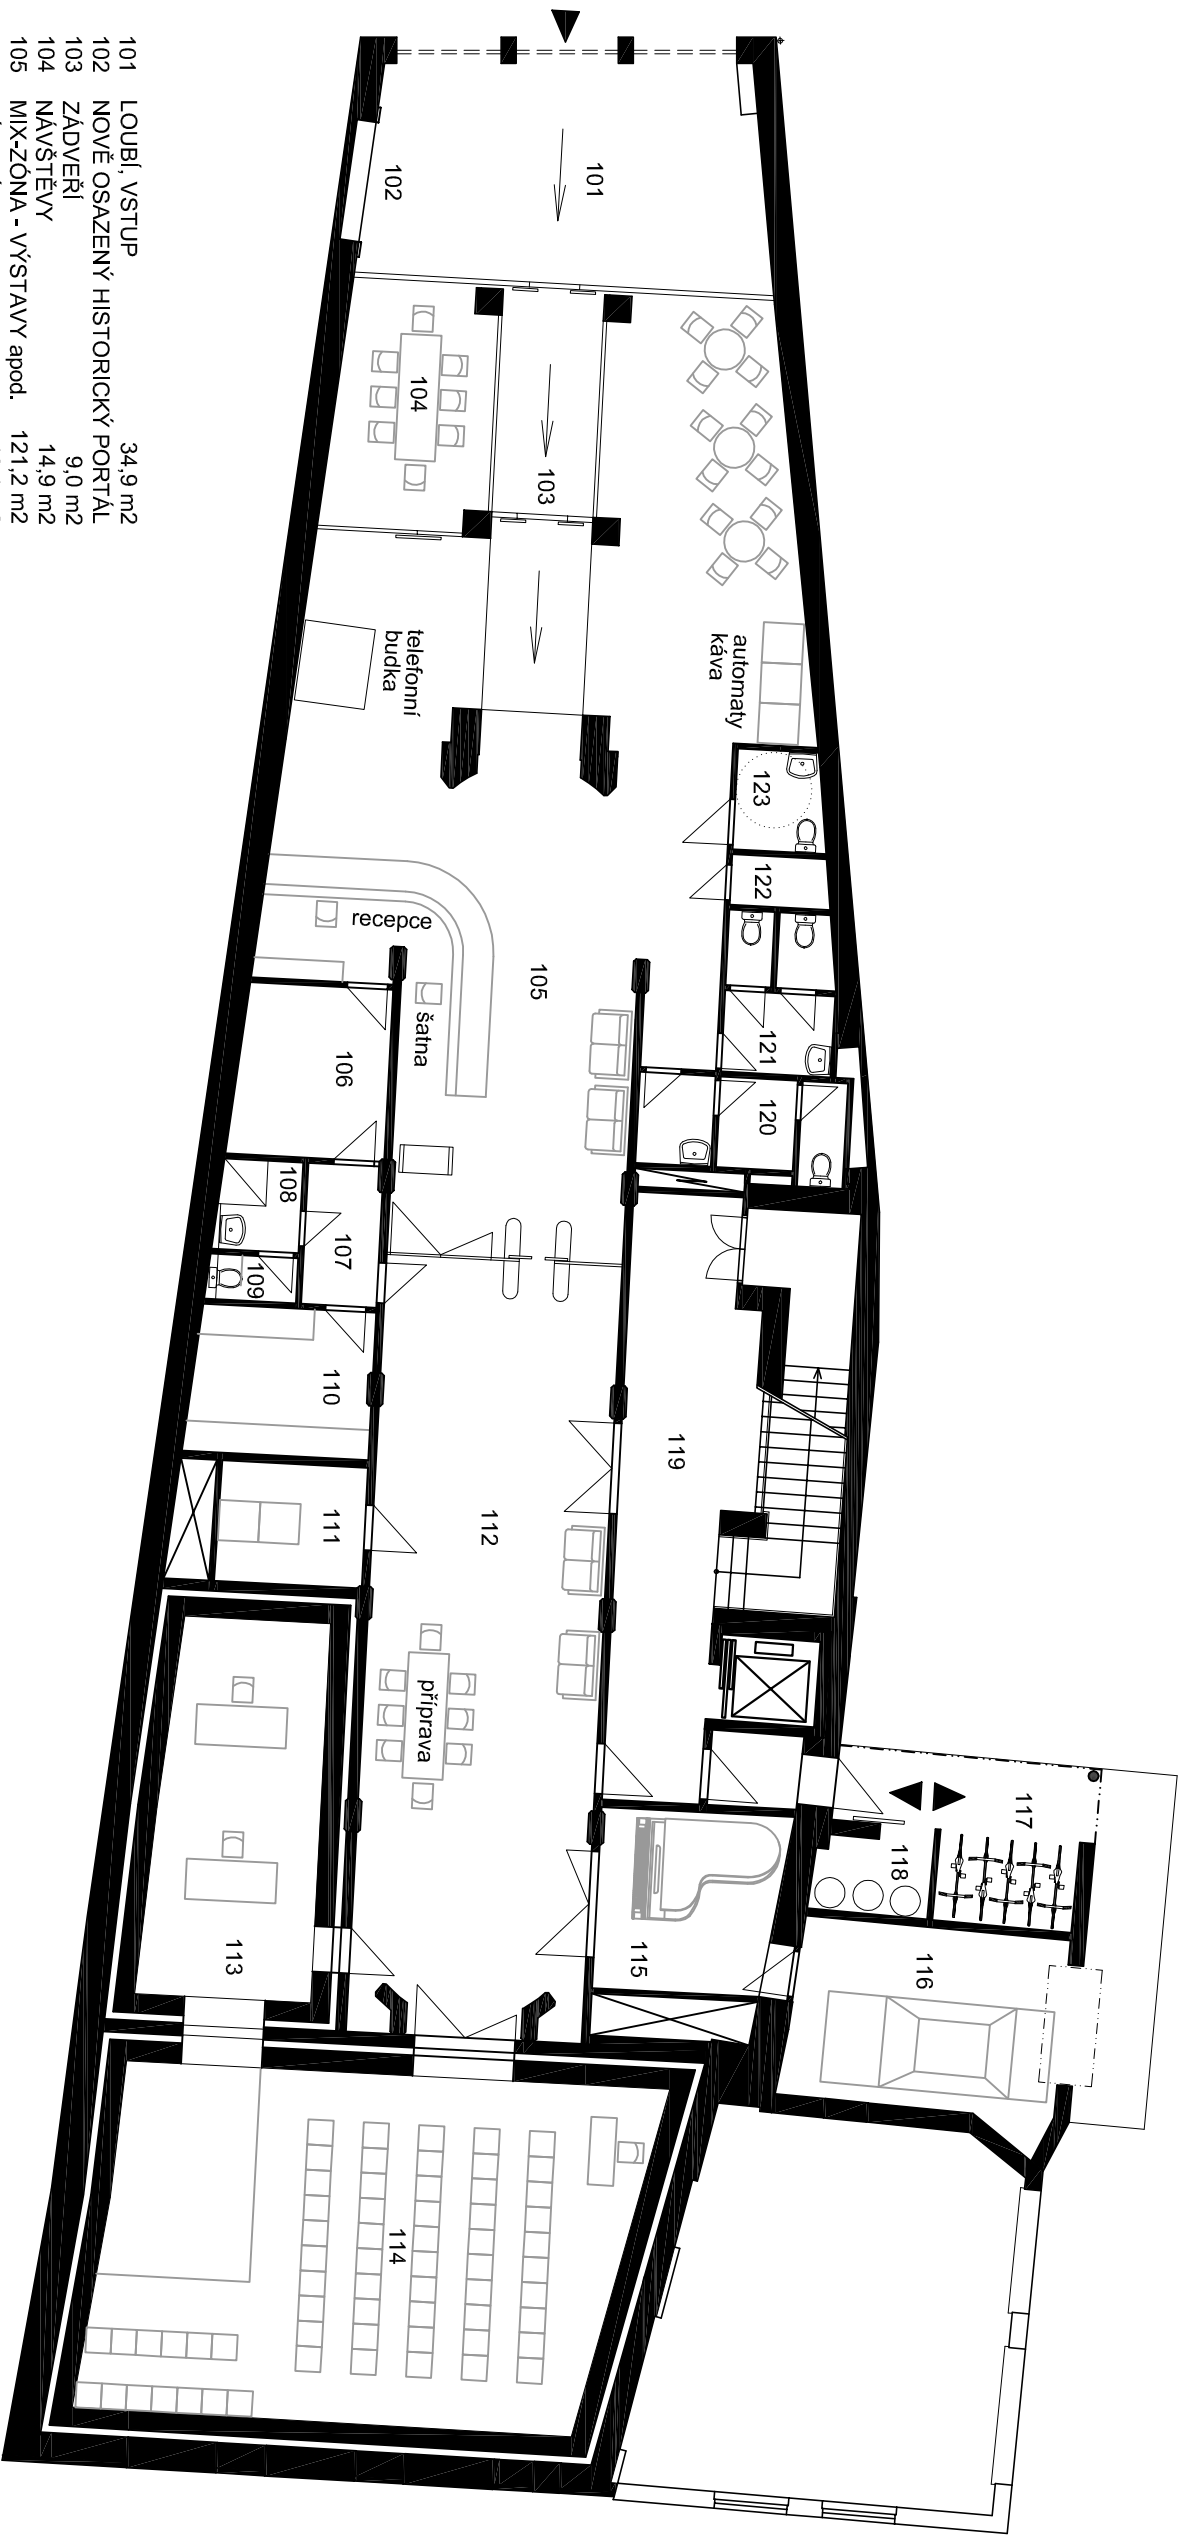 101 LOUBÍ, VSTUP 34,9 m2
102 NOVĚ OSAZENÝ HISTORICKÝ PORTÁL
103 ZÁDVEŘÍ 9,0 m2
104 NÁVŠTĚVY 14,9 m2
105 MIX-ZÓNA - VÝSTAVY apod. 121,2 m2
101
102
103
104
telefonní
budka
automaty
káva
123
122
recepce
105
šatna
121
106
120
108
107
109
110
119
111
112
příprava
117
118
113
115
116
114